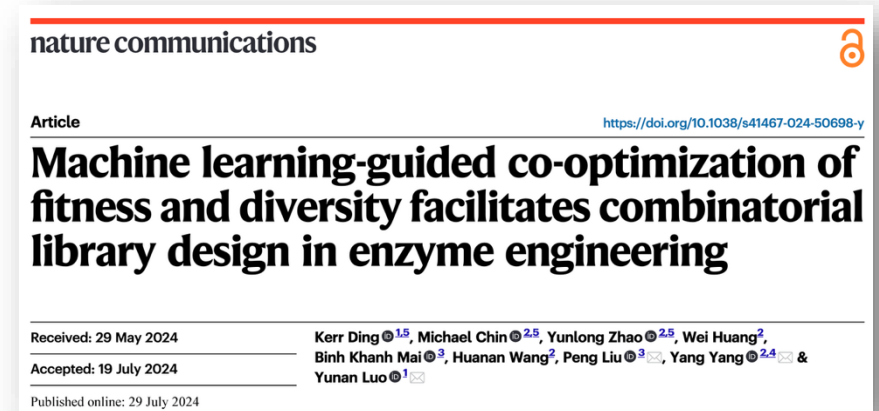 nature communications
Article
https://doi.org/10.1038/s41467-024-50698-y
Machine learning-guided co-optimization of
fitness and diversity facilitates combinatorial
library design in enzyme engineering
Received: 29 May 2024
Accepted: 19 July 2024
Published online: 29 July 2024
Kerr Ding 1,5, Michael Chin 2,5, Yunlong Zhao 2,5, Wei Huang2,
Binh Khanh Mai 3, Huanan Wang2, Peng Liu 3, Yang Yang 2,4 &
Yunan Luo 1